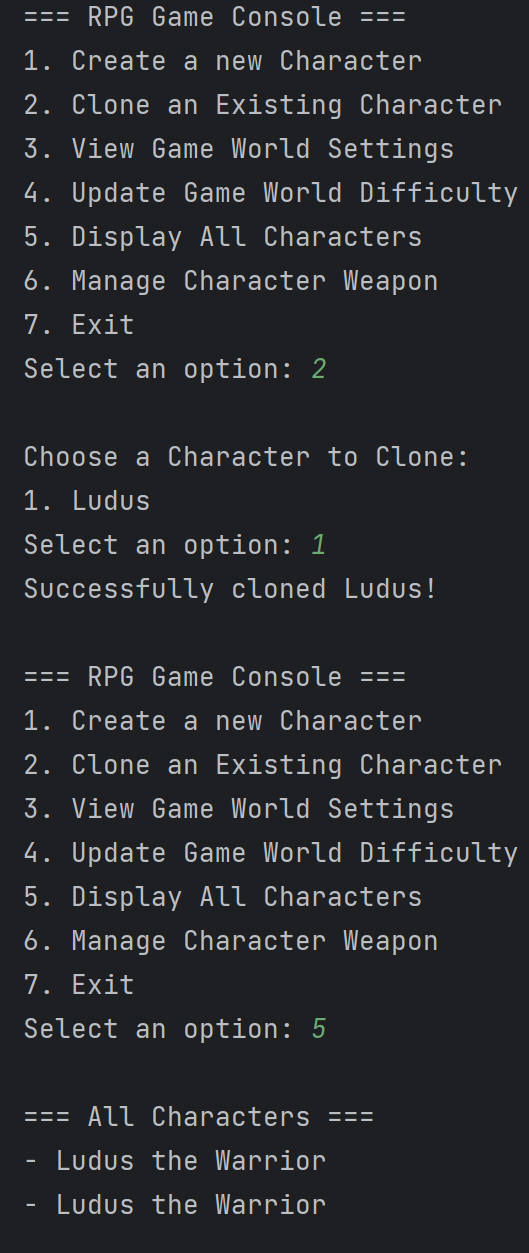 === RPG Game Console ===
1. Create a new Character
2. Clone an Existing Character
3. View Game World Settings
4. Update Game World Difficulty
5. Display All Characters
6. Manage Character Weapon
7. Exit
Select an option: 2
Choose a Character to Clone:
1. Ludus
Select an option: 1
Successfully cloned Ludus!
=== RPG Game Console ===
1. Create a new Character
2. Clone an Existing Character
3. View Game World Settings
4. Update Game World Difficulty
5. Display All Characters
6. Manage Character Weapon
7. Exit
Select an option: 5
=== All Characters ===
- Ludus the Warrior
- Ludus the Warrior